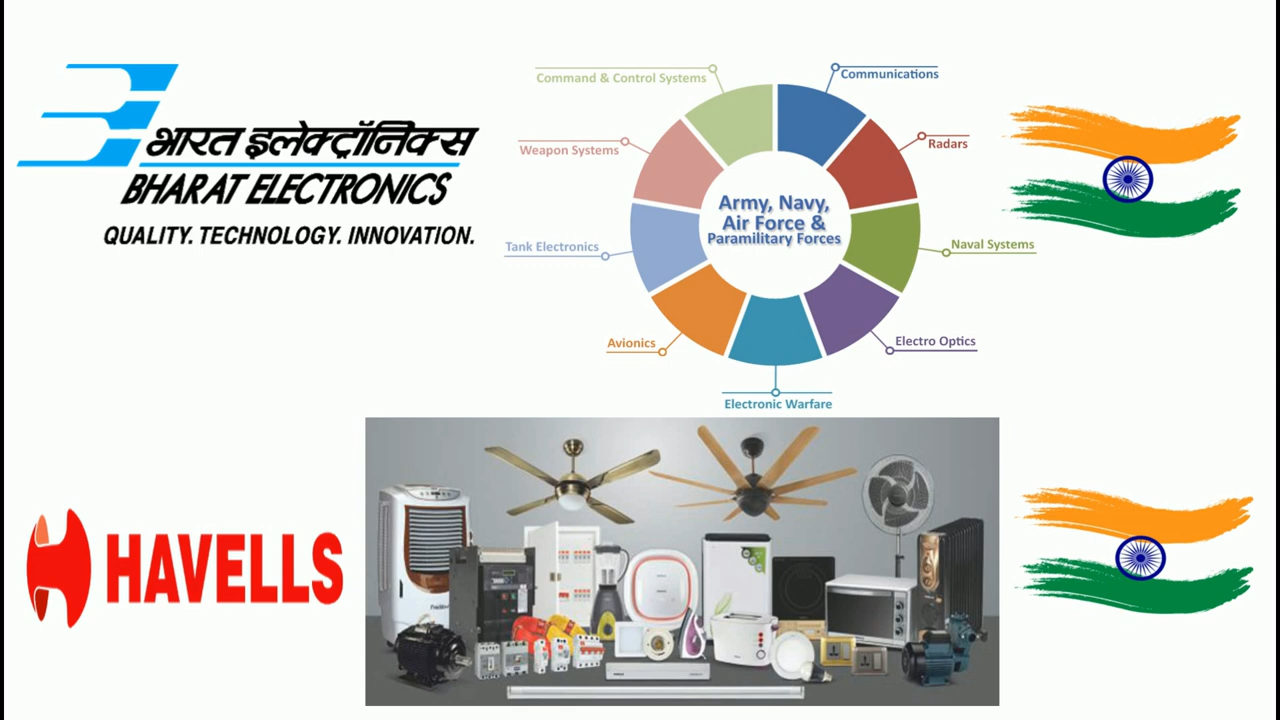 भारत इलेक्ट्रॉनिक्स
BHARAT ELECTRONICS
QUALITY. TECHNOLOGY. INNOVATION.
Command & Control Systems
Communications
Weapon Systems
Radars
Army, Navy,
Air Force &
Paramilitary Forces
Tank Electronics
Naval Systems
Avionics
Electro Optics
Electronic Warfare
HAVELLS